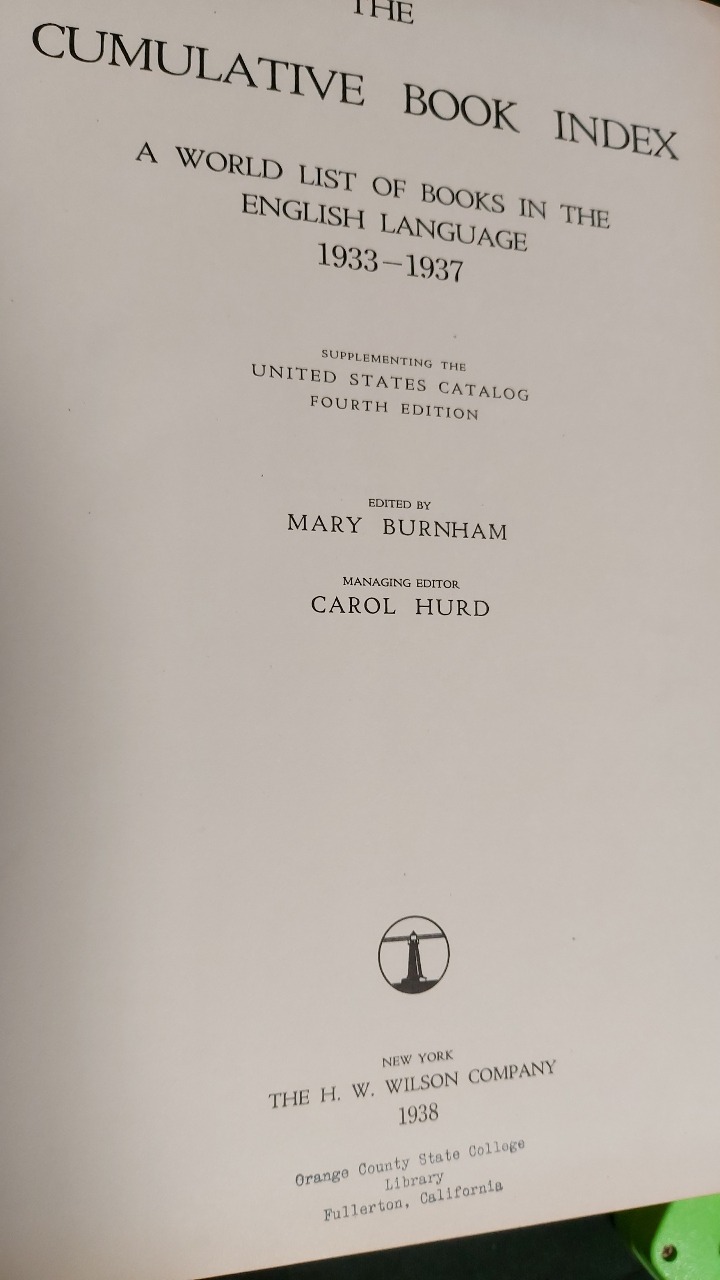 THE
CUMULATIVE BOOK INDEX
A WORLD LIST OF BOOKS IN THE
ENGLISH LANGUAGE
1933—1937
SUPPLEMENTING THE
UNITED STATES CATALOG
FOURTH EDITION
EDITED BY
MARY BURNHAM
MANAGING EDITOR
CAROL HURD
NEW YORK
THE H. W. WILSON COMPANY
1938
Orange County State College
Library
Fullerton, California